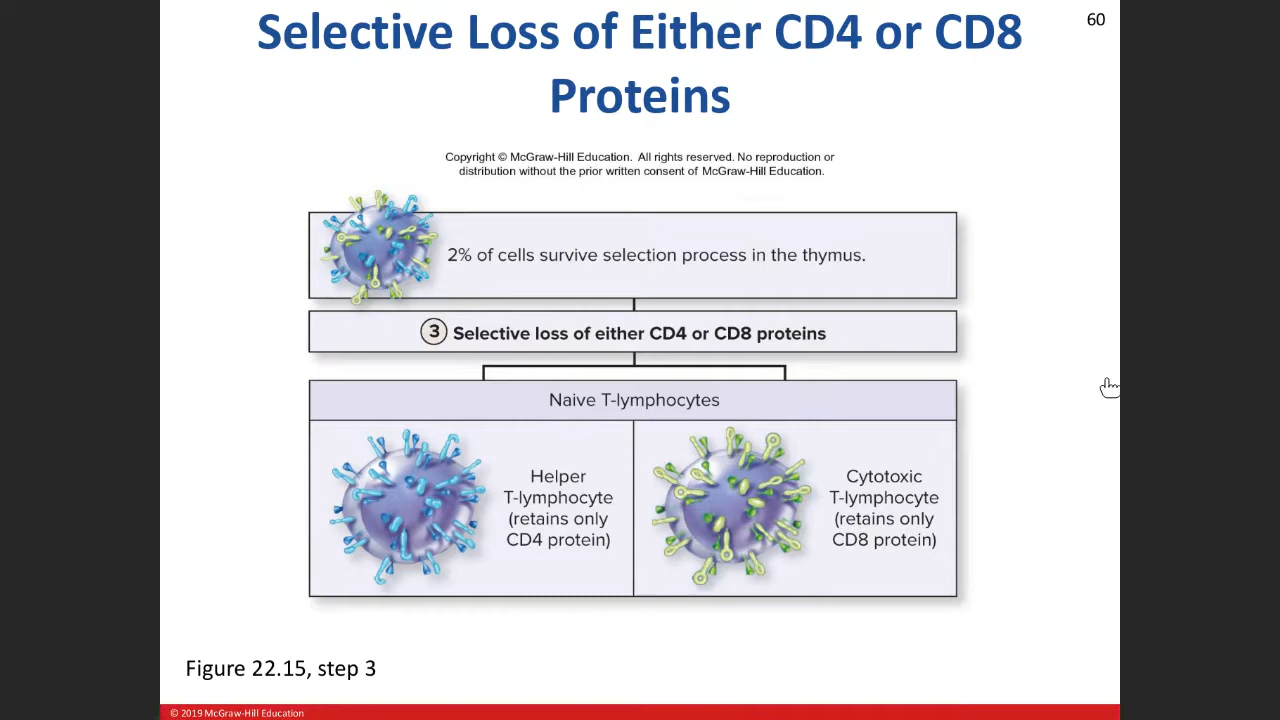 Selective Loss of Either CD4 or CD8
Proteins
60
Copyright © McGraw-Hill Education. All rights reserved. No reproduction or
distribution without the prior written consent of McGraw-Hill Education.
2% of cells survive selection process in the thymus.
3 Selective loss of either CD4 or CD8 proteins
Naive T-lymphocytes
Helper
T-lymphocyte
(retains only
CD4 protein)
Cytotoxic
T-lymphocyte
(retains only
CD8 protein)
Figure 22.15, step 3
© 2019 McGraw-Hill Education